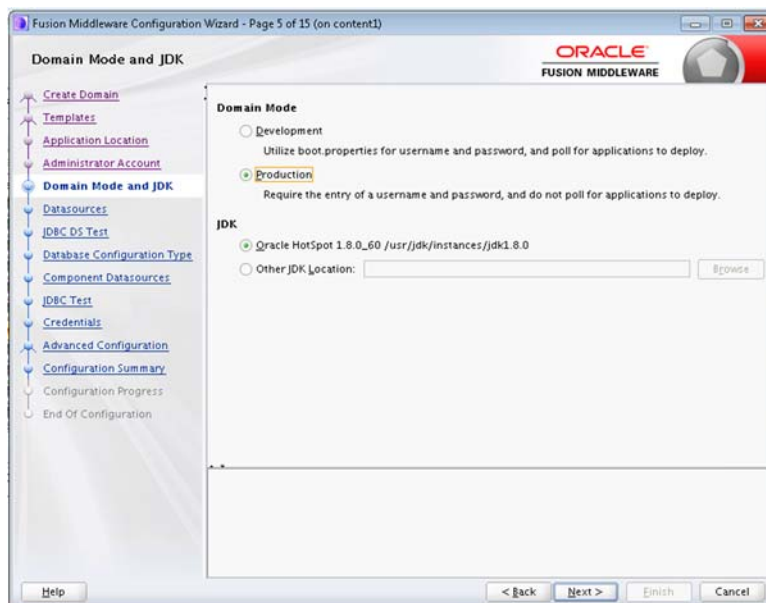 Fusion Middleware Configuration Wizard - Page 5 of 15 (on content1)
Domain Mode and JDK
ORACLE
FUSION MIDDLEWARE
Create Domain
Templates
Application Location
Administrator Account
Domain Mode and JDK
Datasources
JDBC DS Test
Database Configuration Type
Component Datasources
JDBC Test
Credentials
Advanced Configuration
Configuration Summary
Configuration Progress
End Of Configuration
Domain Mode
Development
Utilize boot.properties for username and password, and poll for applications to deploy.
Production
Require the entry of a username and password, and do not poll for applications to deploy.
JDK
Oracle HotSpot 1.8.0_60 /usr/jdk/instances/jdk1.8.0
Other JDK Location:
Browse
Help
< Back
Next >
Finish
Cancel